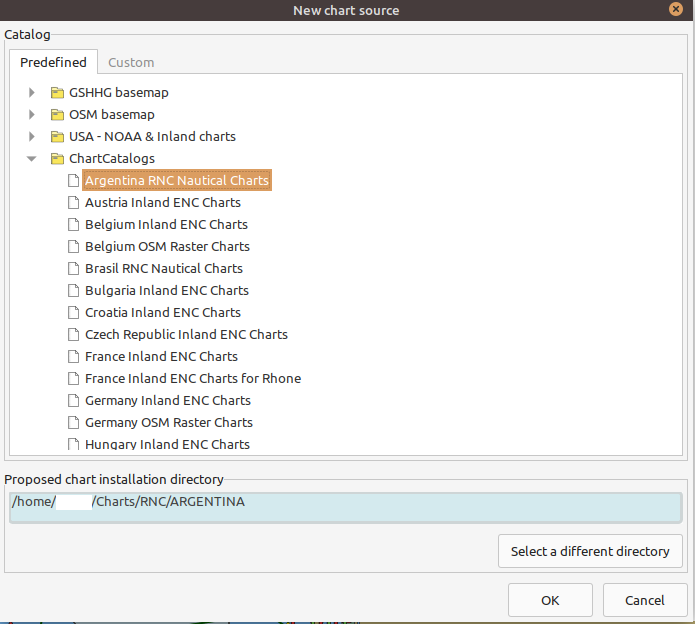 New chart source
Catalog
Predefined Custom
GSHHG basemap
OSM basemap
USA - NOAA & Inland charts
ChartCatalogs
Argentina RNC Nautical Charts
Austria Inland ENC Charts
Belgium Inland ENC Charts
Belgium OSM Raster Charts
Brasil RNC Nautical Charts
Bulgaria Inland ENC Charts
Croatia Inland ENC Charts
Czech Republic Inland ENC Charts
France Inland ENC Charts
France Inland ENC Charts for Rhone
Germany Inland ENC Charts
Germany OSM Raster Charts
Hungary Inland ENC Charts
Proposed chart installation directory
/home/ /Charts/RNC/ARGENTINA
Select a different directory
OK Cancel